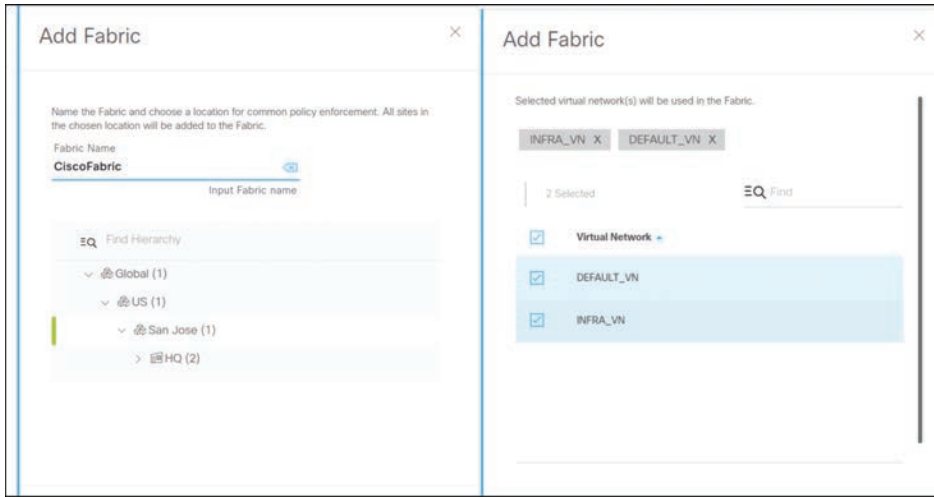 Add Fabric
Name the Fabric and choose a location for common policy enforcement. All sites in
the chosen location will be added to the Fabric.
Fabric Name
CiscoFabric
Input Fabric name
Find Hierarchy
Global (1)
US (1)
San Jose (1)
HQ (2)
Add Fabric
Selected virtual network(s) will be used in the Fabric.
INFRA_VN X DEFAULT_VN X
2 Selected
Find
Virtual Network
DEFAULT_VN
INFRA_VN